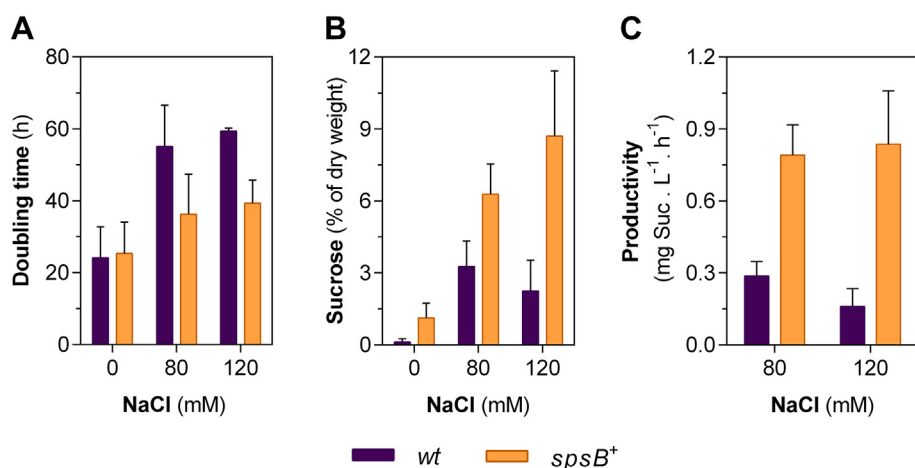 A
Doubling time (h)
80
60
40
20
0
0 80 120
NaCl (mM)
B
Sucrose (% of dry weight)
12
9
6
3
0
0 80 120
NaCl (mM)
C
Productivity
(mg Suc . L⁻¹ . h⁻¹)
1.2
0.9
0.6
0.3
0.0
80 120
NaCl (mM)
wt spsB⁺